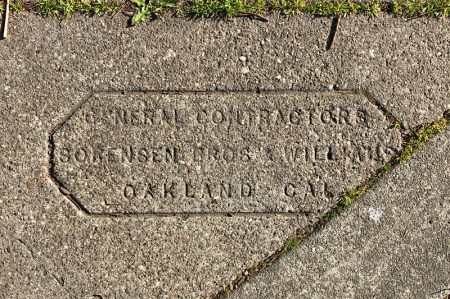 GENERAL CONTRACTORS
SORENSEN BROS & WILLIAMS
OAKLAND CAL